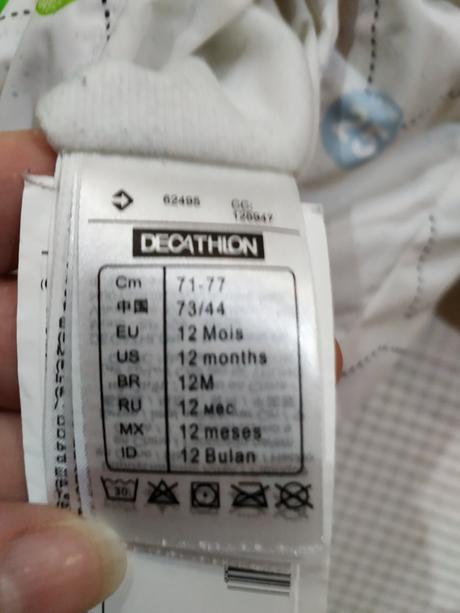 62495 CC:
126947
DECATHLON
Cm 71-77
中国 73/44
EU 12 Mois
US 12 months
BR 12M
RU 12 мес
MX 12 meses
ID 12 Bulan
30